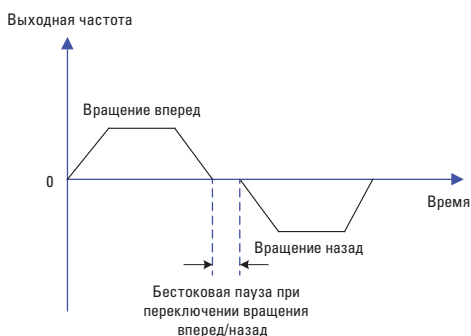 Выходная частота
Вращение вперед
0
Время
Вращение назад
Бестоковая пауза при
переключении вращения
вперед/назад